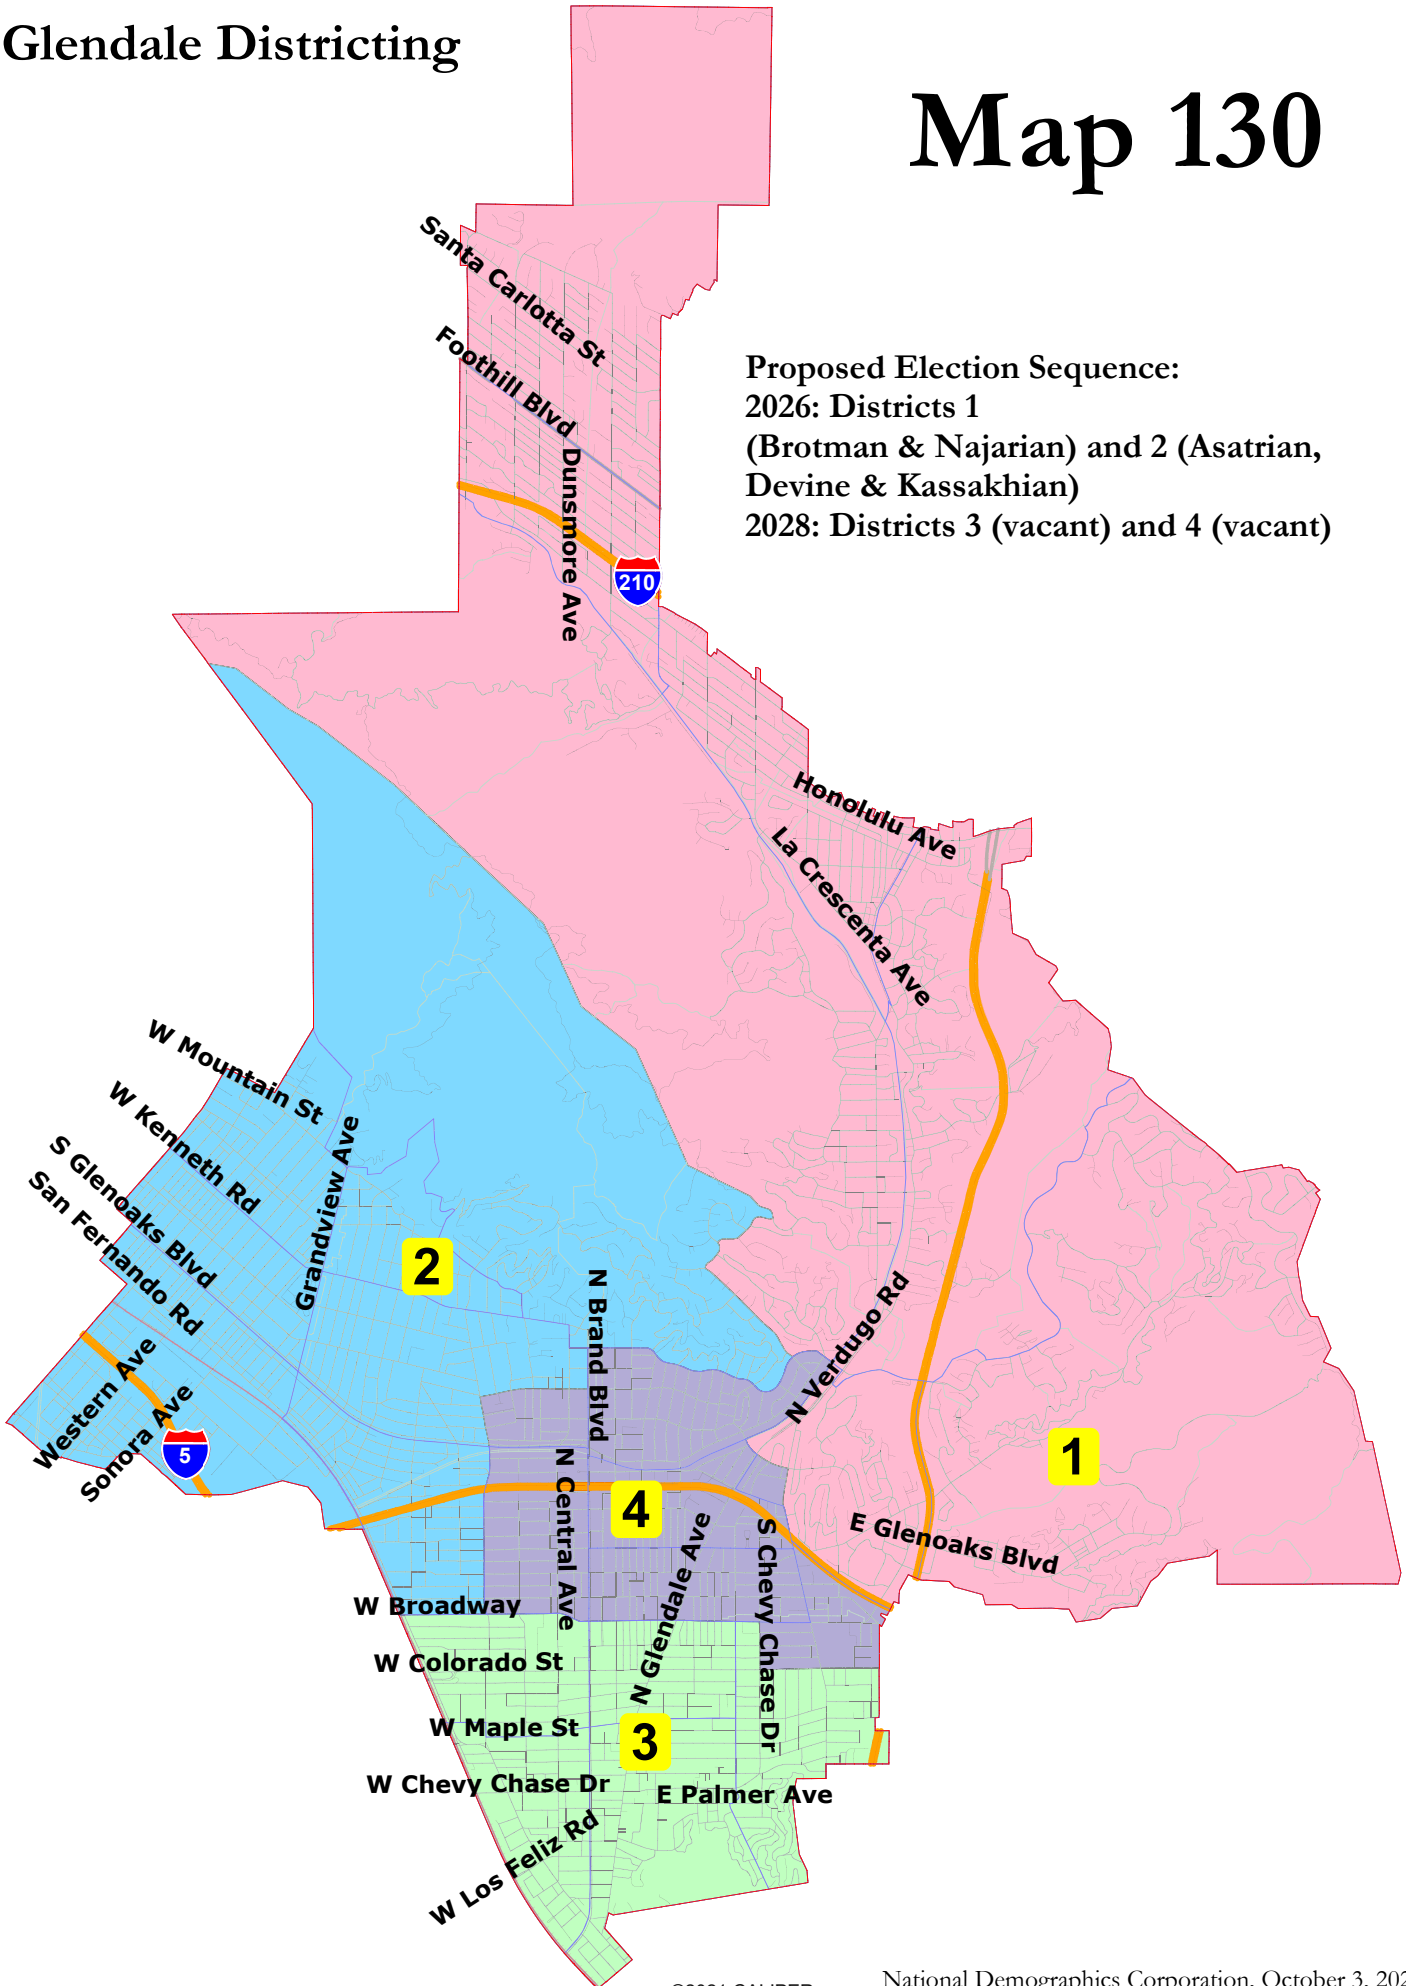 Glendale Districting
Map 130
Santa Carlotta St
Foothill Blvd
Dunsmore Ave
210
Proposed Election Sequence:
2026: Districts 1
(Brotman & Najarian) and 2 (Asatrian,
Devine & Kassakhian)
2028: Districts 3 (vacant) and 4 (vacant)
Honolulu Ave
La Crescenta Ave
W Mountain St
W Kenneth Rd
S Glenoaks Blvd
San Fernando Rd
Grandview Ave
2
N Brand Blvd
N Verdugo Rd
Western Ave
Sonora Ave
5
1
N Central Ave
4
N Glendale Ave
S Chevy Chase Dr
E Glenoaks Blvd
W Broadway
W Colorado St
W Maple St
3
W Chevy Chase Dr
E Palmer Ave
W Los Feliz Rd
National Demographics Corporation, October 3,